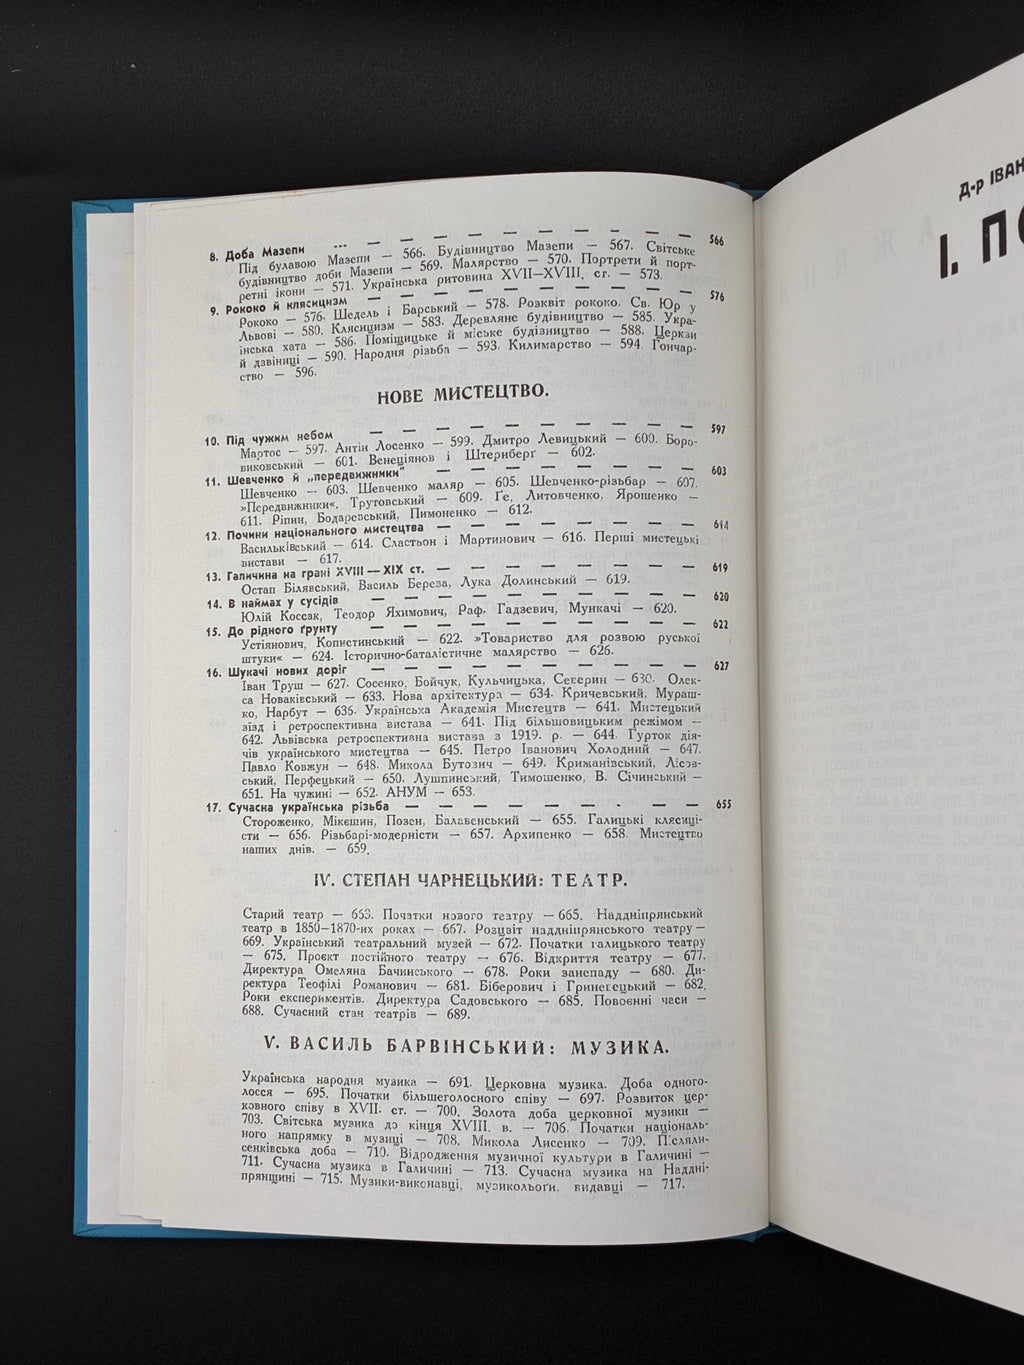 8. Доба Мазепи --- — — — — — — — — 566
Під булавою Мазепи — 566. Будівництво Мазепи — 567. Світське
будівництво доби Мазепи — 569. Малярство — 570. Портрети й порт-
ретні ікони — 571. Українська ритовина XVII—XVIII. ст. — 573.
9. Рококо й клясицизм — — — — — — — — 576
Рококо — 576. Шедель і Барський — 578. Розквіт рококо. Св. Юр у
Львові — 580. Клясицизм — 583. Деревляне будівництво — 585. Укра-
їнська хата — 586. Поміщицьке й міське будівництво — 588. Церкви
й дзвіниці — 590. Народня різьба — 593. Килимарство — 594. Гончар-
ство — 596.
НОВЕ МИСТЕЦТВО.
10. Під чужим небом — — — — — — — — 597
Мартос — 597. Антін Лосенко — 599. Дмитро Левицький — 600. Боро-
виковський — 601. Венеціянов і Штернберґ — 602.
11. Шевченко й „передвижники" — — — — — — 603
Шевченко — 603. Шевченко маляр — 605. Шевченко-різьбар — 607.
»Передвижники«. Трутовський — 609. Ґе, Литовченко, Ярошенко —
611. Ріпин, Бодаревський, Пимоненко — 612.
12. Почини національного мистецтва — — — — — — 614
Васильківський — 614. Сластьон і Мартинович — 616. Перші мистецькі
вистави — 617.
13. Галичина на грані XVIII—XIX ст. — — — — — — 619
Остап Білявський, Василь Береза, Лука Долинський — 619.
14. В наймах у сусідів — — — — — — — — 620
Юлій Коссак, Теодор Яхимович, Раф. Гадзевич, Мункачі — 620.
15. До рідного ґрунту — — — — — — — — 622
Устіянович, Копистинський — 622. »Товариство для розвою руської
штуки« — 624. Історично-баталістичне малярство — 626.
16. Шукачі нових доріг — — — — — — — — 627
Іван Труш — 627. Сосенко, Бойчук, Кульчицька, Северин — 630. Олек-
са Новаківський — 633. Нова архітектура — 634. Кричевський, Мураш-
ко, Нарбут — 636. Українська Академія Мистецтв — 641. Мистецький
зїзд і ретроспективна вистава — 641. Під більшовицьким режімом —
642. Львівська ретроспективна вистава з 1919. р. — 644. Гурток дія-
чів українського мистецтва — 645. Петро Іванович Холодний — 647.
Павло Ковжун — 648. Микола Бутович — 649. Крижанівський, Лісов-
ський, Перфецький — 650. Лушпинський, Тимошенко, В. Січинський —
651. На чужині — 652. АНУМ — 653.
17. Сучасна українська різьба — — — — — - — — 655
Стороженко, Мікешин, Позен, Балавенський — 655. Галицькі клясиці-
сти — 656. Різьбарі-модерністи — 657. Архипенко — 658. Мистецтво
наших днів. — 659.
IV. СТЕПАН ЧАРНЕЦЬКИЙ: ТЕАТР.
Старий театр — 663. Початки нового театру — 665. Наддніпрянський
театр в 1850—1870-их роках — 667. Розцвіт наддніпрянського театру —
669. Український театральний музей — 672. Початки галицького театру
— 675. Проєкт постійного театру — 676. Відкриття театру — 677.
Директура Омеляна Бачинського — 678. Роки занепаду — 680. Ди-
ректура Теофілі Романович — 681. Біберович і Гриневецький — 682.
Роки експериментів. Директура Садовського — 685. Повоєнні часи —
688. Сучасний стан театрів — 689.
V. ВАСИЛЬ БАРВІНСЬКИЙ: МУЗИКА.
Українська народня музика — 691. Церковна музика. Доба одного-
лосся — 695. Початки більшеголосного співу — 697. Розвиток цер-
ковного співу в XVII. ст. — 700. Золота доба церковної музики —
703. Світська музика до кінця XVIII. в. — 706. Початки національ-
ного напрямку в музиці — 708. Микола Лисенко — 709. Післяли-
сенківська доба — 710. Відродження музичної культури в Галичині —
711. Сучасна музика в Галичині — 713. Сучасна музика на Наддні-
прянщині — 715. Музики-виконавці, музикольоги, видавці — 717.
Д-р ІВАН
І. ПО